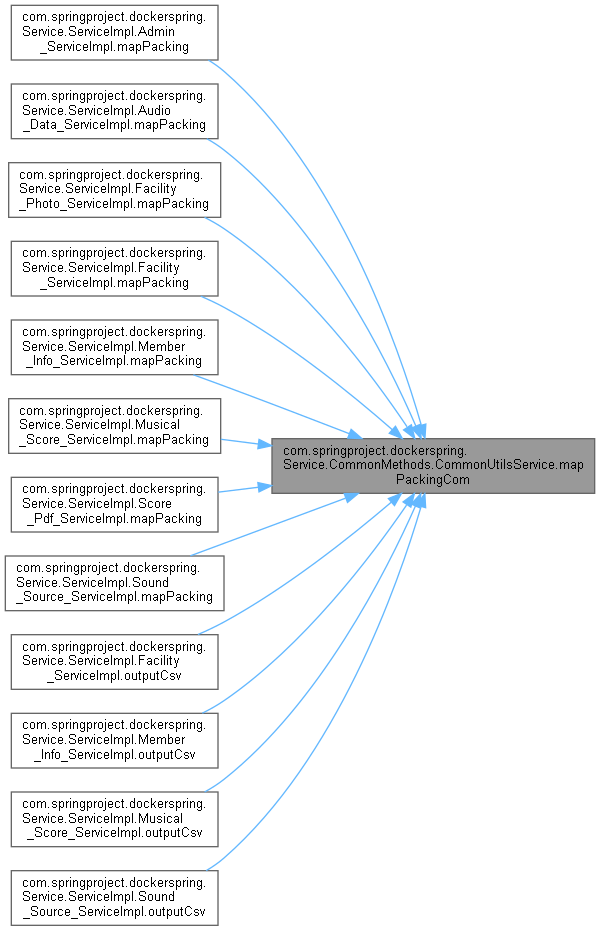 com.springproject.dockerspring.
Service.ServiceImpl.Admin
_ServiceImpl.mapPacking
com.springproject.dockerspring.
Service.ServiceImpl.Audio
_Data_ServiceImpl.mapPacking
com.springproject.dockerspring.
Service.ServiceImpl.Facility
_Photo_ServiceImpl.mapPacking
com.springproject.dockerspring.
Service.ServiceImpl.Facility
_ServiceImpl.mapPacking
com.springproject.dockerspring.
Service.ServiceImpl.Member
_Info_ServiceImpl.mapPacking
com.springproject.dockerspring.
Service.ServiceImpl.Musical
_Score_ServiceImpl.mapPacking
com.springproject.dockerspring.
Service.CommonMethods.CommonUtilsService.map
PackingCom
com.springproject.dockerspring.
Service.ServiceImpl.Score
_Pdf_ServiceImpl.mapPacking
com.springproject.dockerspring.
Service.ServiceImpl.Sound
_Source_ServiceImpl.mapPacking
com.springproject.dockerspring.
Service.ServiceImpl.Facility
_ServiceImpl.outputCsv
com.springproject.dockerspring.
Service.ServiceImpl.Member
_Info_ServiceImpl.outputCsv
com.springproject.dockerspring.
Service.ServiceImpl.Musical
_Score_ServiceImpl.outputCsv
com.springproject.dockerspring.
Service.ServiceImpl.Sound
_Source_ServiceImpl.outputCsv